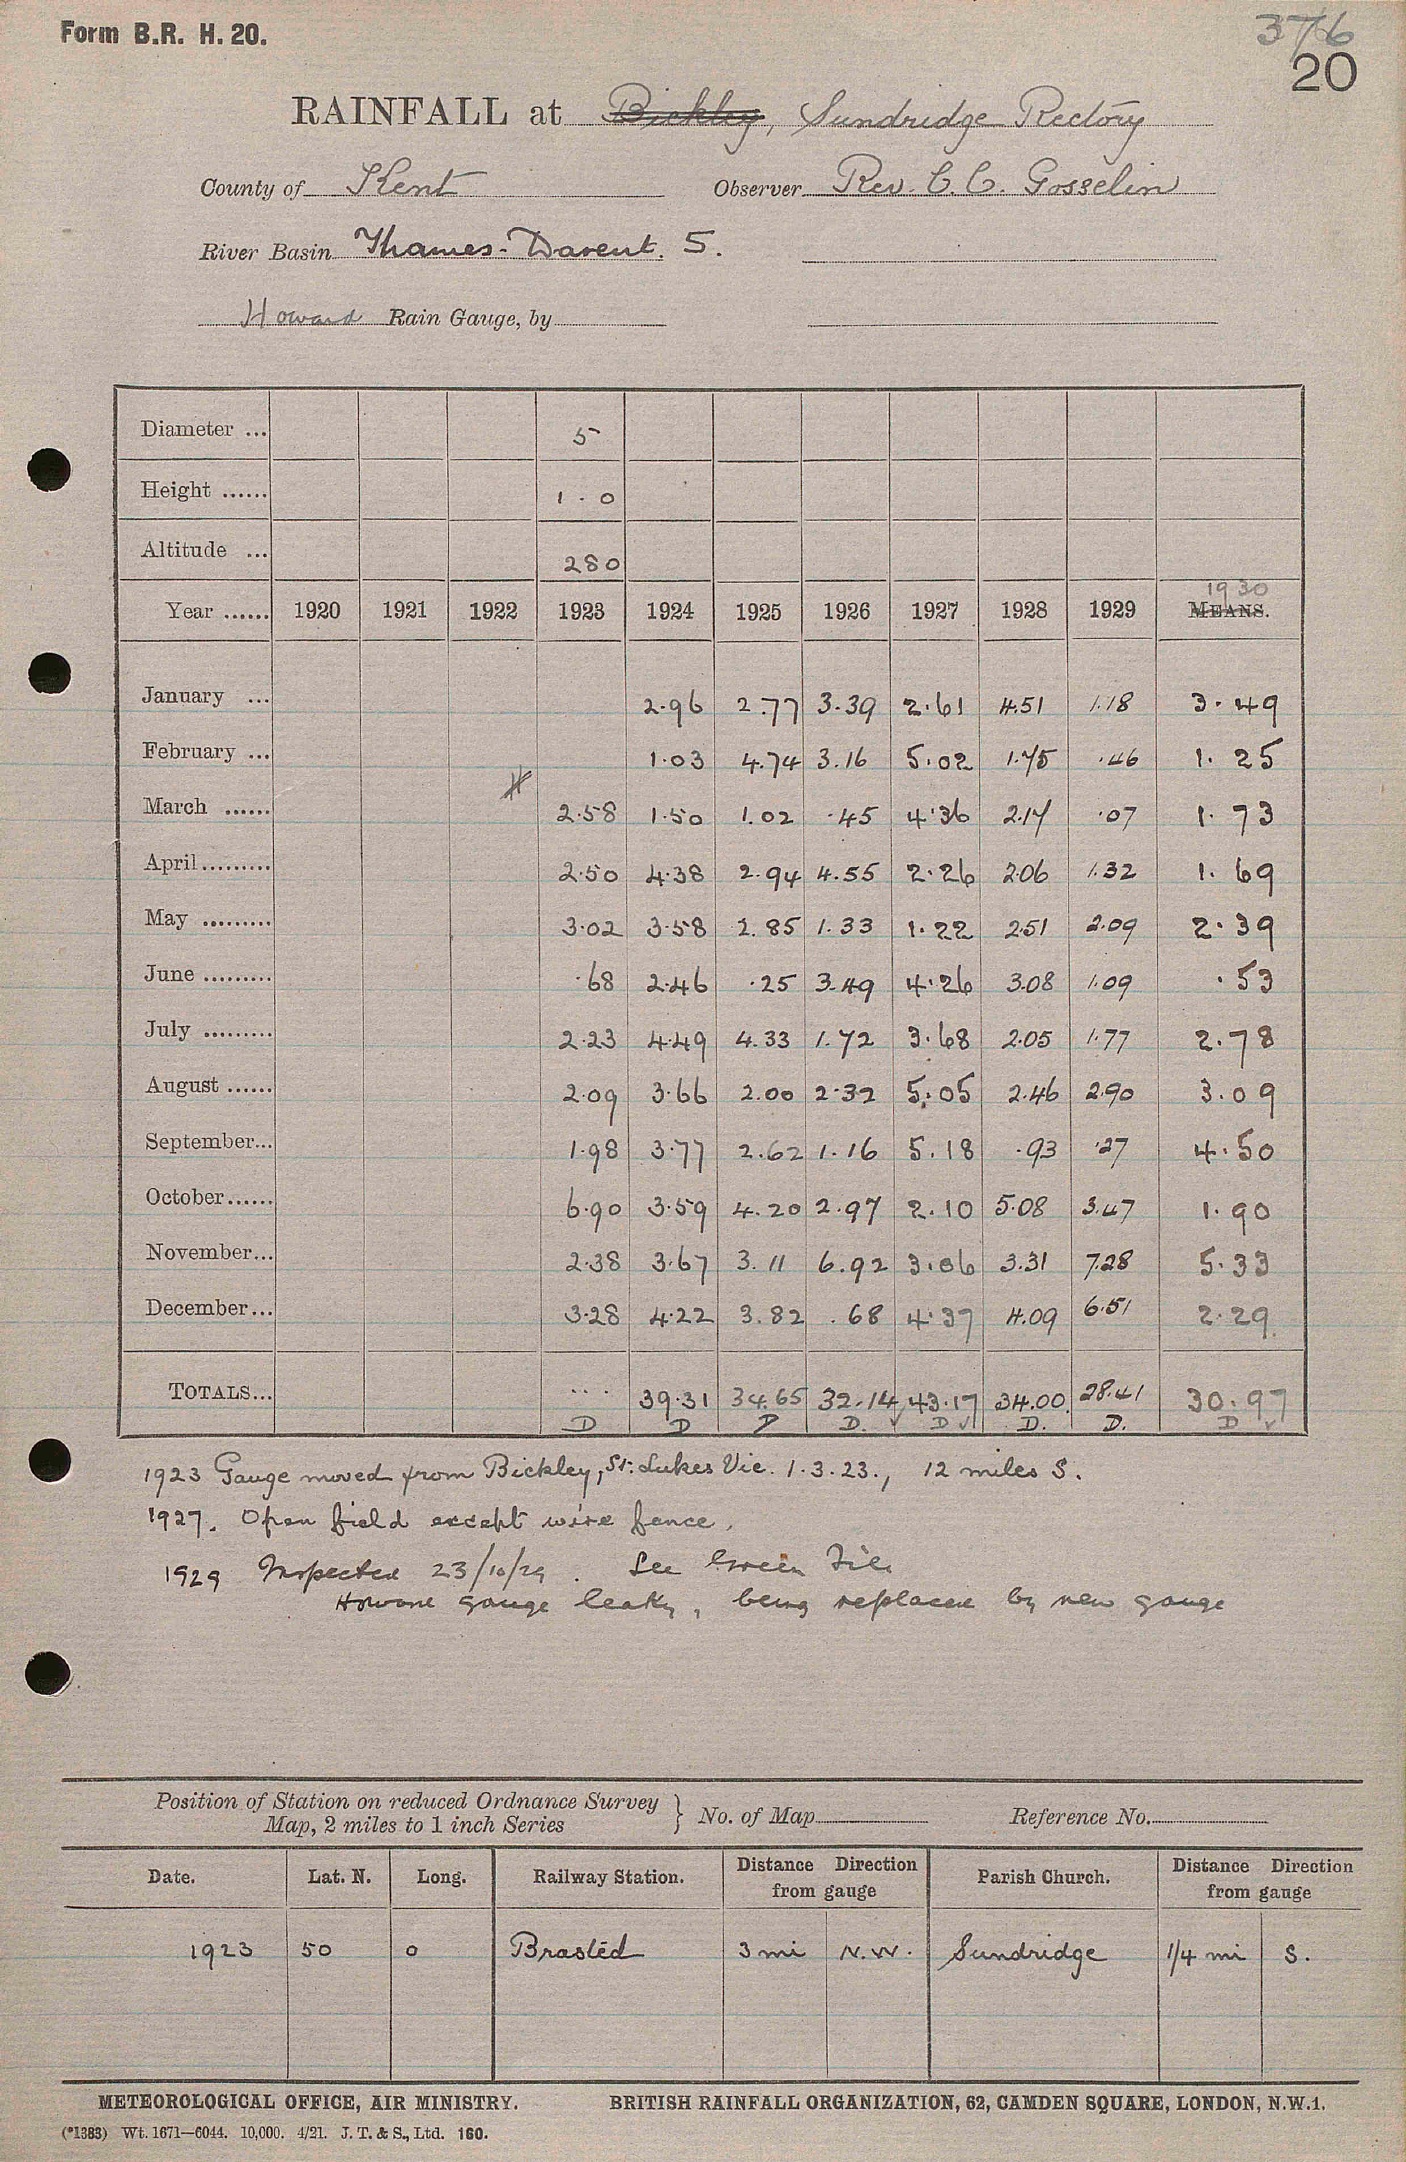 Form B.R. H. 20.
376
20
RAINFALL at Bickley, Sundridge Rectory
County of Kent Observer Rev. C. C. Gosselin
River Basin Thames-Darent. 5.
Howard Rain Gauge, by
Diameter ... 5
Height ...... 1.0
Altitude ... 280
1930
Year ...... 1920 1921 1922 1923 1924 1925 1926 1927 1928 1929 MEANS.
January ... 2.96 2.77 3.39 2.61 4.51 1.18 3.49
February ... 1.03 4.74 3.16 5.02 1.75 .46 1.25
March ...... 2.58 1.50 1.02 .45 4.36 2.17 .07 1.73
April ......... 2.50 4.38 2.94 4.55 2.26 2.06 1.32 1.69
May ......... 3.02 3.58 2.85 1.33 1.22 2.51 2.09 2.39
June ......... .68 2.46 .25 3.49 4.26 3.08 1.09 .53
July ......... 2.23 4.49 4.33 1.72 3.68 2.05 1.77 2.78
August ...... 2.09 3.66 2.00 2.32 5.05 2.46 2.90 3.09
September... 1.98 3.77 2.62 1.16 5.18 .93 .27 4.50
October ...... 6.90 3.59 4.20 2.97 2.10 5.08 3.47 1.90
November... 2.38 3.67 3.11 6.92 3.06 3.31 7.28 5.33
December... 3.28 4.22 3.82 .68 4.37 4.09 6.51 2.29
TOTALS... .... 39.31 34.65 32.14 43.17 34.00 28.41 30.97
D D D D. D D. D. D
1923 Gauge moved from Bickley, St. Lukes Vic. 1.3.23., 12 miles S.
1927. Open field except wire fence.
1929 Inspected 23/10/29. See Green File
Howard gauge leaky, being replaced by new gauge
Position of Station on reduced Ordnance Survey
Map, 2 miles to 1 inch Series } No. of Map Reference No.
Date. Lat. N. Long. Railway Station. Distance Direction from gauge Parish Church. Distance Direction from gauge
1923 50 0 Brasted 3 mi N.W. Sundridge 1/4 mi S.
METEOROLOGICAL OFFICE, AIR MINISTRY. BRITISH RAINFALL ORGANIZATION, 62, CAMDEN SQUARE, LONDON, N.W.1.
(*1383) Wt. 1671—6044. 10,000. 4/21. J. T. & S., Ltd. 160.